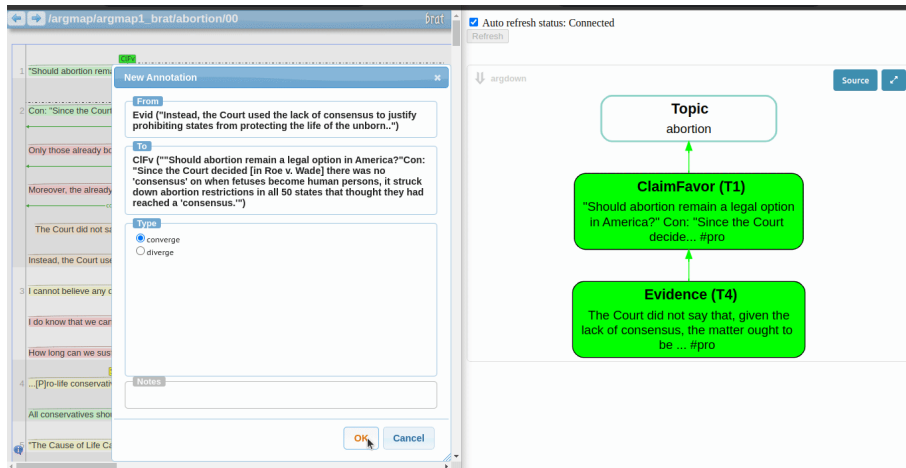 /argmap/argmap1_brat/abortion/00
brat
ClFv
1 "Should abortion rema
2 Con: "Since the Court
Only those already bo
Moreover, the already
The Court did not sa
Instead, the Court use
3 I cannot believe any c
I do know that we can
How long can we sus
4 ...[P]ro-life conservativ
All conservatives shou
5 "The Cause of Life Ca
New Annotation
From
Evid ("Instead, the Court used the lack of consensus to justify
prohibiting states from protecting the life of the unborn..")
To
ClFv (""Should abortion remain a legal option in America?"Con:
"Since the Court decided [in Roe v. Wade] there was no
'consensus' on when fetuses become human persons, it struck
down abortion restrictions in all 50 states that thought they had
reached a 'consensus.'")
Type
converge
diverge
Notes
OK
Cancel
Auto refresh status: Connected
Refresh
argdown
Source
Topic
abortion
ClaimFavor (T1)
"Should abortion remain a legal option
in America?" Con: "Since the Court
decide... #pro
Evidence (T4)
The Court did not say that, given the
lack of consensus, the matter ought to
be ... #pro